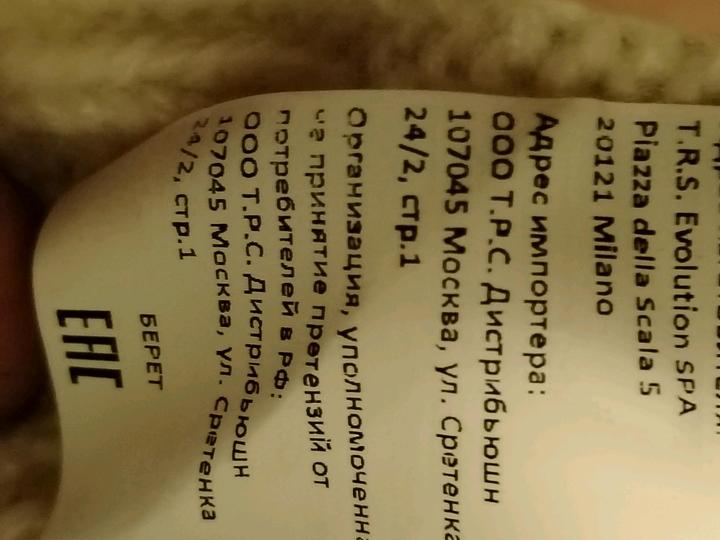 T.R.S. Evolution SPA
Piazza della Scala 5
20121 Milano
Адрес импортера:
ООО Т.Р.С. Дистрибьюшн
107045 Москва, ул. Сретенка
24/2, стр.1
Организация, уполномоченна
на принятие претензий от
потребителей в РФ:
ООО Т.Р.С. Дистрибьюшн
107045 Москва, ул. Сретенка
24/2, стр.1
БЕРЕТ
EAC